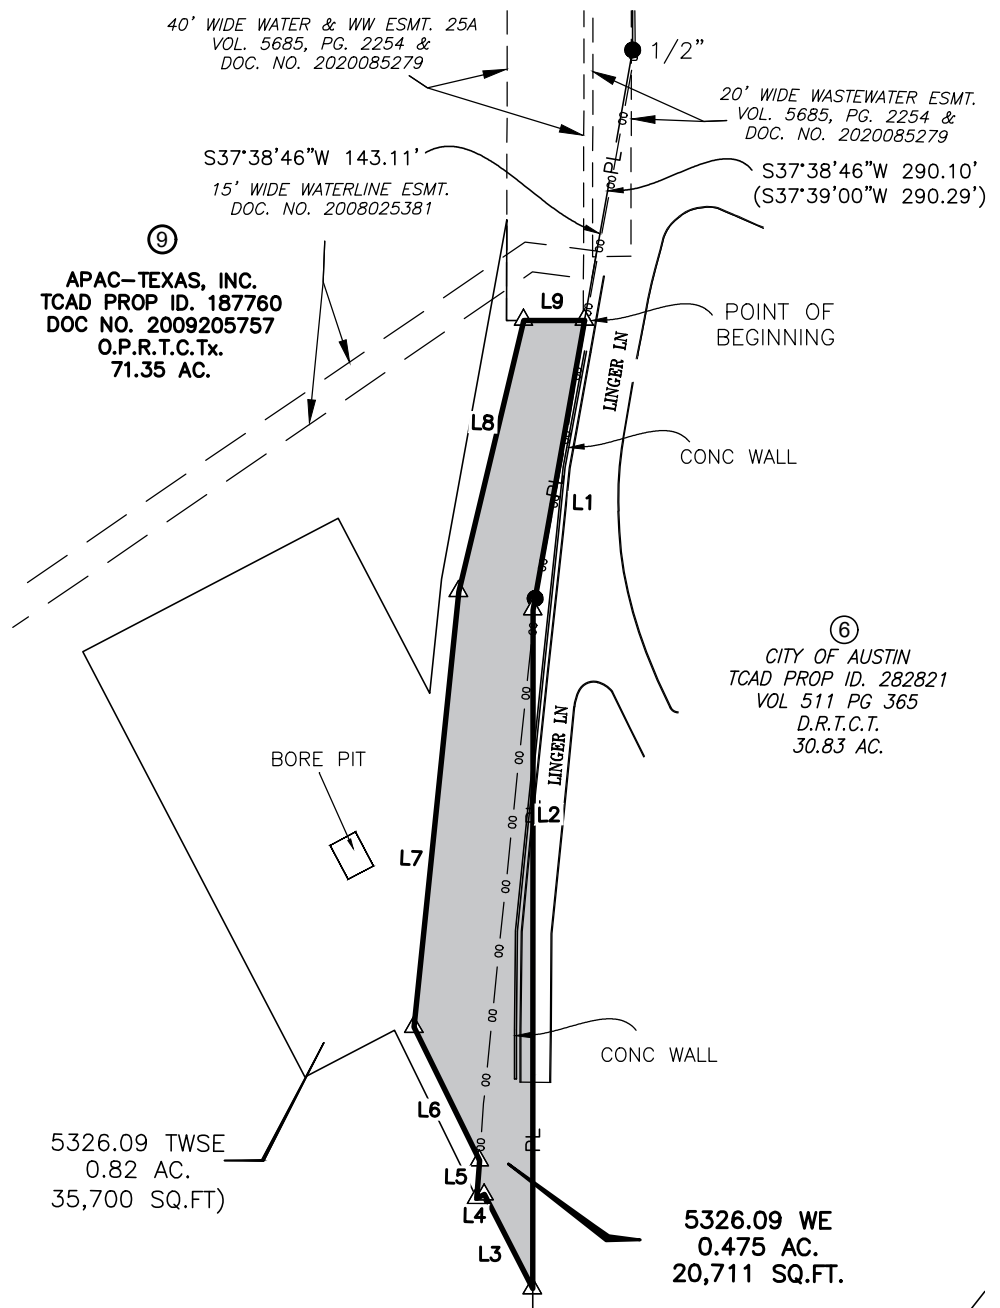 40' WIDE WATER & WW ESMT. 25A
VOL. 5685, PG. 2254 &
DOC. NO. 2020085279
1/2"
20' WIDE WASTEWATER ESMT.
VOL. 5685, PG. 2254 &
DOC. NO. 2020085279
S37°38'46"W 143.11'
S37°38'46"W 290.10'
(S37°39'00"W 290.29')
15' WIDE WATERLINE ESMT.
DOC. NO. 2008025381
9
APAC-TEXAS, INC.
TCAD PROP ID. 187760
DOC NO. 2009205757
O.P.R.T.C.Tx.
71.35 AC.
PL
L9
POINT OF
BEGINNING
LINGER LN
L8
CONC WALL
PL
L1
6
CITY OF AUSTIN
TCAD PROP ID. 282821
VOL 511 PG 365
D.R.T.C.T.
30.83 AC.
LINGER LN
BORE PIT
PL
L2
L7
CONC WALL
L6
PL
5326.09 TWSE
0.82 AC.
35,700 SQ.FT)
L5
L4
L3
5326.09 WE
0.475 AC.
20,711 SQ.FT.